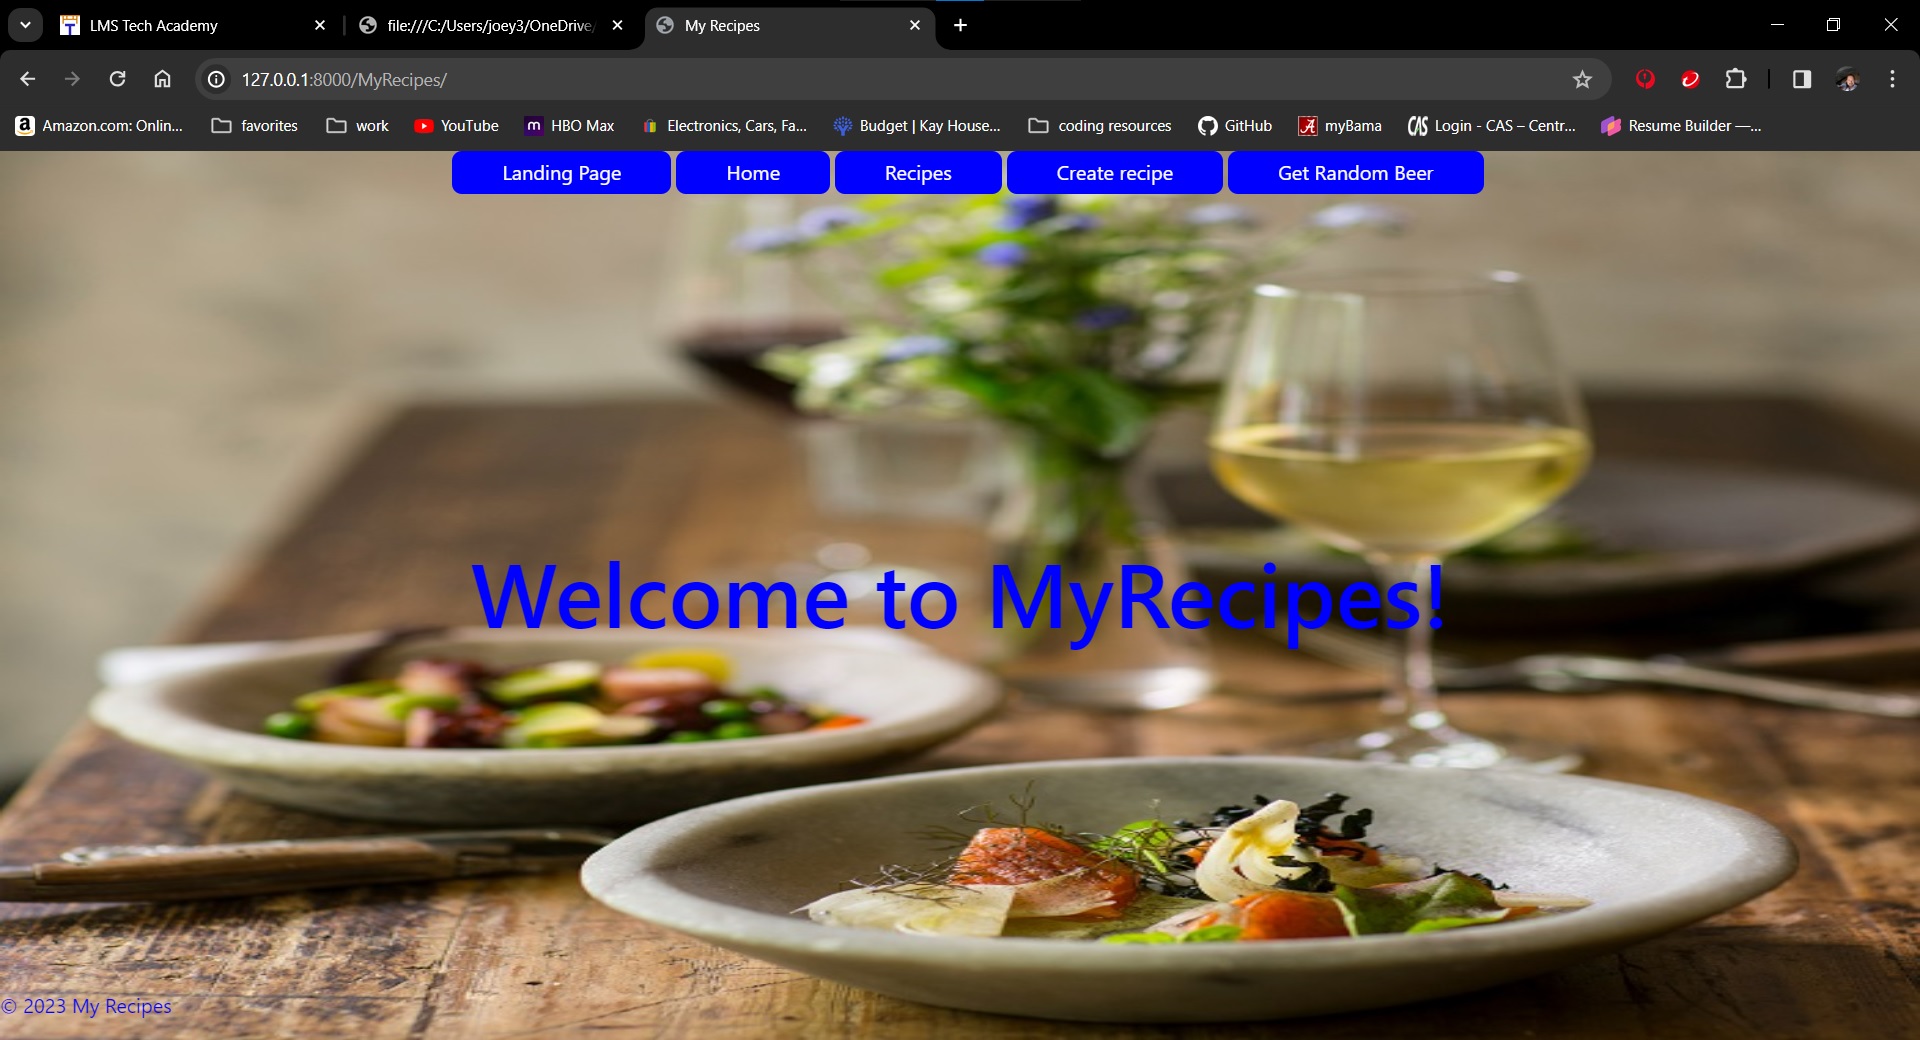 LMS Tech Academy
file:///C:/Users/joey3/OneDrive/
My Recipes
127.0.0.1:8000/MyRecipes/
Amazon.com: Onlin...
favorites
work
YouTube
HBO Max
Electronics, Cars, Fa...
Budget | Kay House...
coding resources
GitHub
myBama
Login - CAS – Centr...
Resume Builder —...
Landing Page
Home
Recipes
Create recipe
Get Random Beer
Welcome to MyRecipes!
© 2023 My Recipes